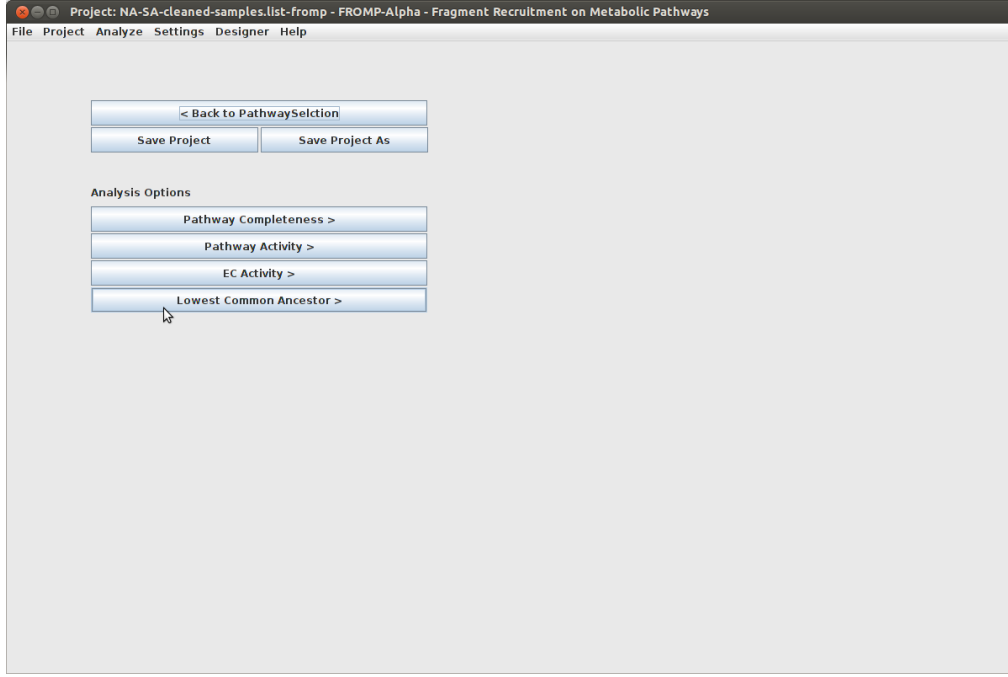 Project: NA-SA-cleaned-samples.list-fromp - FROMP-Alpha - Fragment Recruitment on Metabolic Pathways
File Project Analyze Settings Designer Help
< Back to PathwaySelction
Save Project Save Project As
Analysis Options
Pathway Completeness >
Pathway Activity >
EC Activity >
Lowest Common Ancestor >